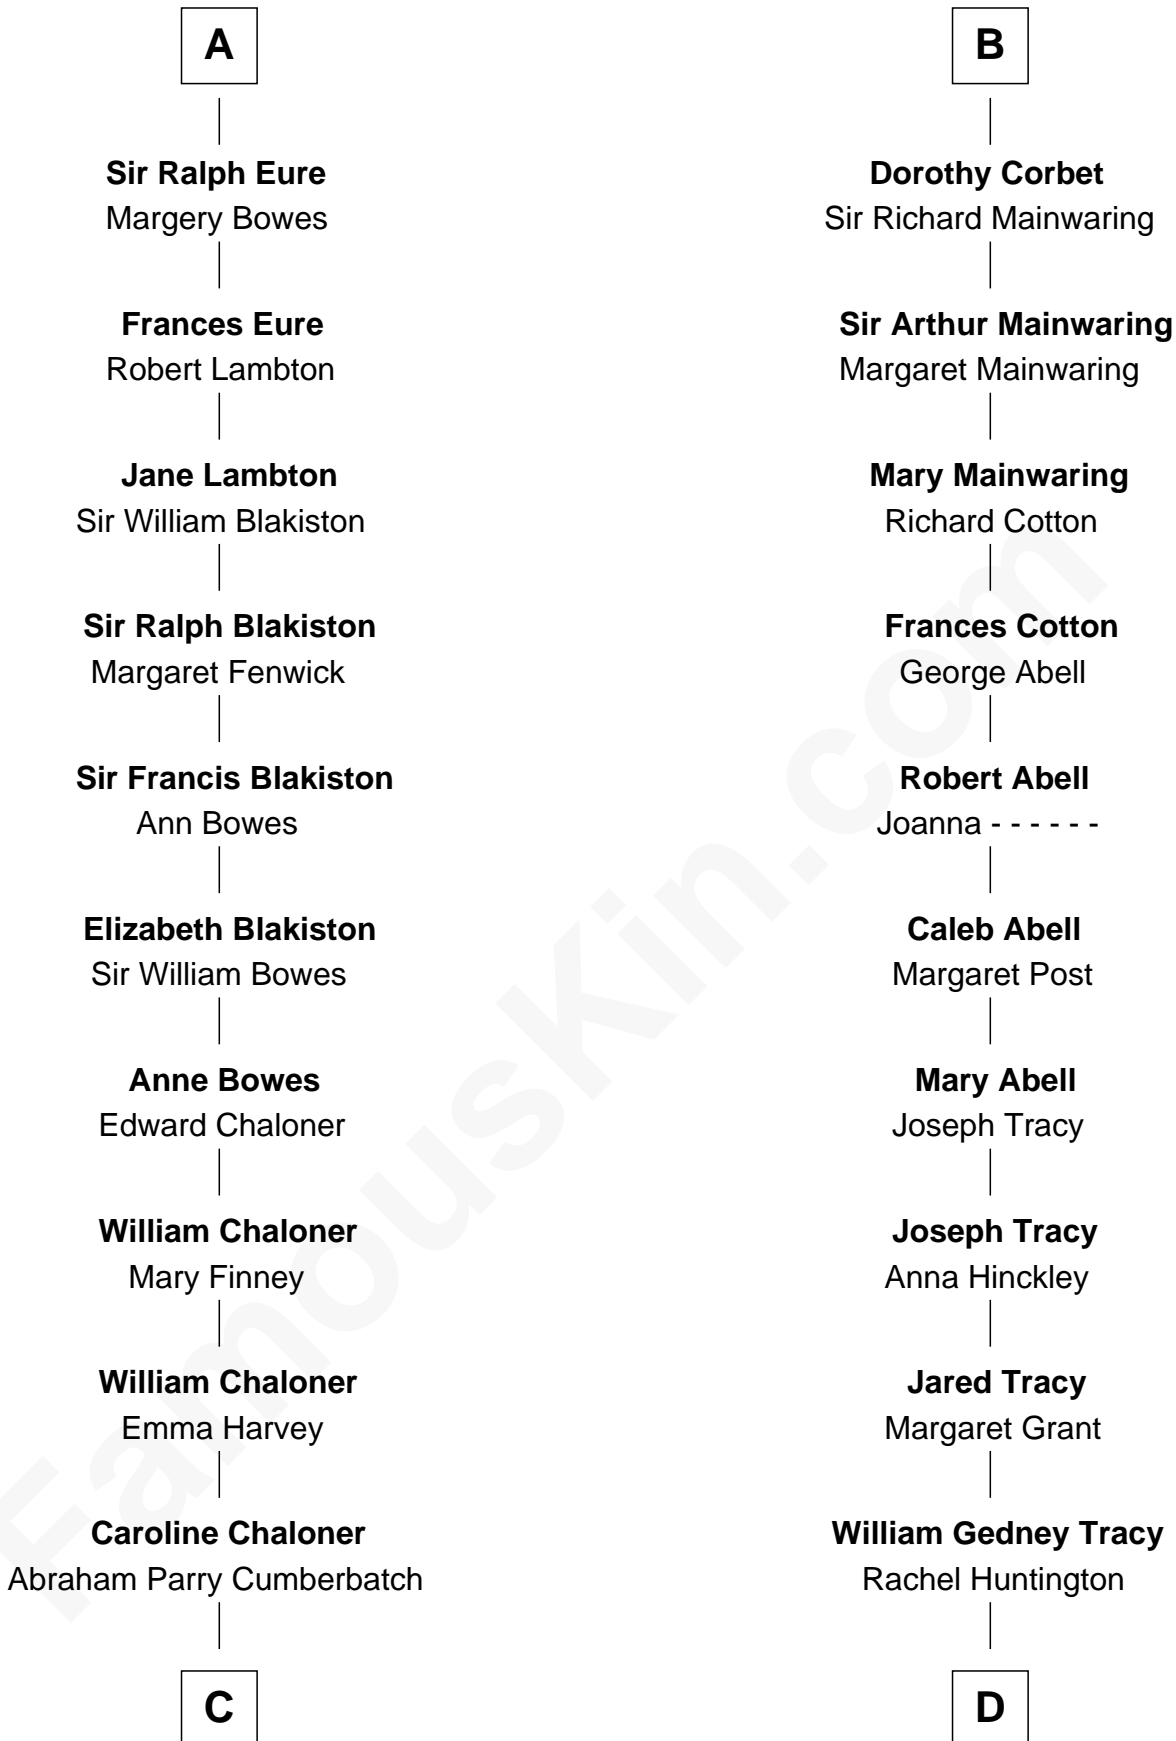 A
Sir Ralph Eure
Margery Bowes
Frances Eure
Robert Lambton
Jane Lambton
Sir William Blakiston
Sir Ralph Blakiston
Margaret Fenwick
Sir Francis Blakiston
Ann Bowes
Elizabeth Blakiston
Sir William Bowes
Anne Bowes
Edward Chaloner
William Chaloner
Mary Finney
William Chaloner
Emma Harvey
Caroline Chaloner
Abraham Parry Cumberbatch
C
B
Dorothy Corbet
Sir Richard Mainwaring
Sir Arthur Mainwaring
Margaret Mainwaring
Mary Mainwaring
Richard Cotton
Frances Cotton
George Abell
Robert Abell
Joanna - - - - - -
Caleb Abell
Margaret Post
Mary Abell
Joseph Tracy
Joseph Tracy
Anna Hinckley
Jared Tracy
Margaret Grant
William Gedney Tracy
Rachel Huntington
D
FamousKin.com